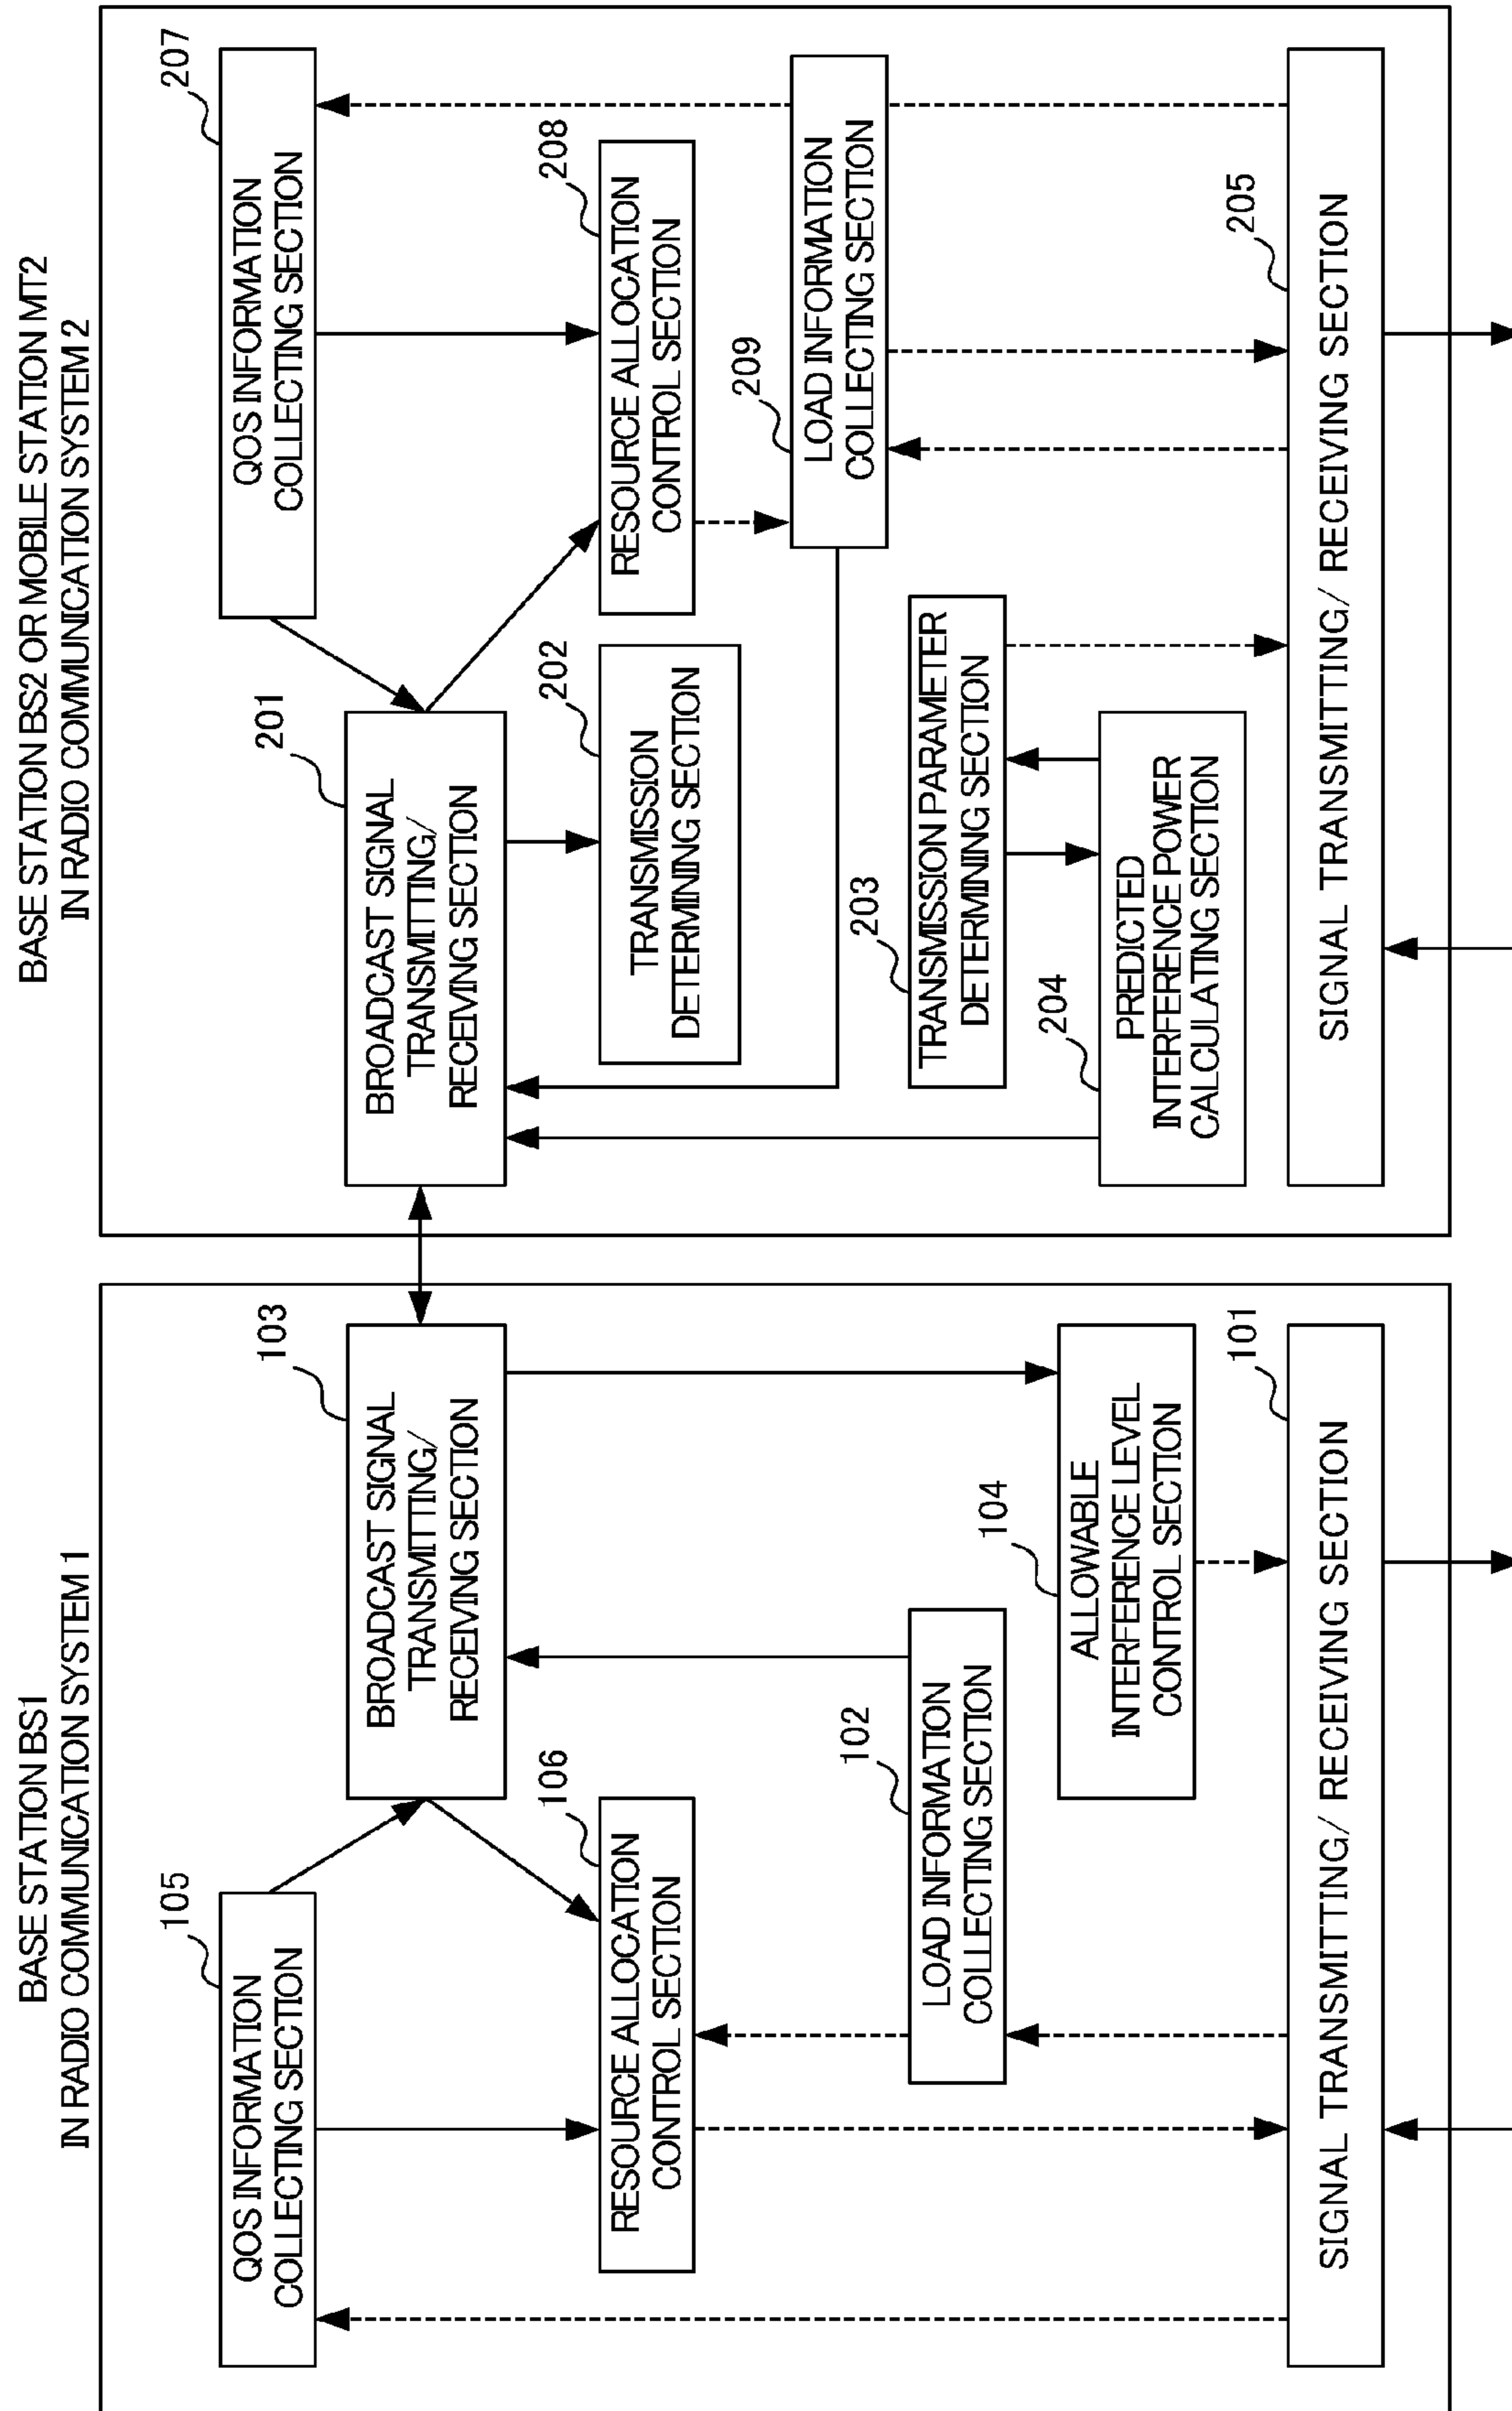 BASE STATION BS1
IN RADIO COMMUNICATION SYSTEM 1
105
QOS INFORMATION
COLLECTING SECTION
103
BROADCAST SIGNAL
TRANSMITTING/
RECEIVING SECTION
106
RESOURCE ALLOCATION
CONTROL SECTION
102
LOAD INFORMATION
COLLECTING SECTION
104
ALLOWABLE
INTERFERENCE LEVEL
CONTROL SECTION
101
SIGNAL TRANSMITTING/ RECEIVING SECTION
BASE STATION BS2 OR MOBILE STATION MT2
IN RADIO COMMUNICATION SYSTEM 2
207
QOS INFORMATION
COLLECTING SECTION
201
BROADCAST SIGNAL
TRANSMITTING/
RECEIVING SECTION
202
TRANSMISSION
DETERMINING SECTION
208
RESOURCE ALLOCATION
CONTROL SECTION
209
LOAD INFORMATION
COLLECTING SECTION
203
TRANSMISSION PARAMETER
DETERMINING SECTION
204
PREDICTED
INTERFERENCE POWER
CALCULATING SECTION
205
SIGNAL TRANSMITTING/ RECEIVING SECTION